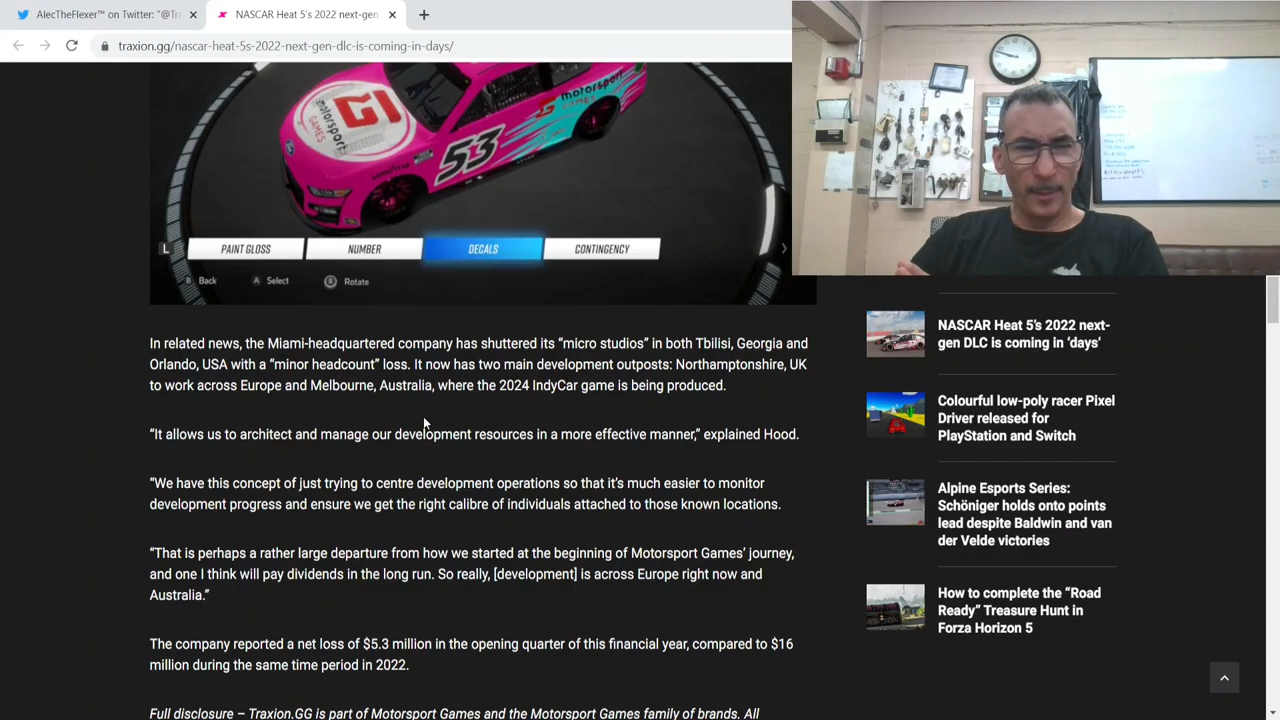 AlecTheFlexer™ on Twitter: "@Tra
NASCAR Heat 5's 2022 next-gen
traxion.gg/nascar-heat-5s-2022-next-gen-dlc-is-coming-in-days/
motorsport
GAMES
53
motorsport
GAMES
L
PAINT GLOSS
NUMBER
DECALS
CONTINGENCY
B Back
A Select
R Rotate
In related news, the Miami-headquartered company has shuttered its “micro studios” in both Tbilisi, Georgia and
Orlando, USA with a “minor headcount” loss. It now has two main development outposts: Northamptonshire, UK
to work across Europe and Melbourne, Australia, where the 2024 IndyCar game is being produced.
“It allows us to architect and manage our development resources in a more effective manner,” explained Hood.
“We have this concept of just trying to centre development operations so that it’s much easier to monitor
development progress and ensure we get the right calibre of individuals attached to those known locations.
“That is perhaps a rather large departure from how we started at the beginning of Motorsport Games’ journey,
and one I think will pay dividends in the long run. So really, [development] is across Europe right now and
Australia.”
The company reported a net loss of $5.3 million in the opening quarter of this financial year, compared to $16
million during the same time period in 2022.
Full disclosure – Traxion.GG is part of Motorsport Games and the Motorsport Games family of brands. All
NASCAR Heat 5’s 2022 next-
gen DLC is coming in ‘days’
Colourful low-poly racer Pixel
Driver released for
PlayStation and Switch
Alpine Esports Series:
Schöniger holds onto points
lead despite Baldwin and van
der Velde victories
How to complete the “Road
Ready” Treasure Hunt in
Forza Horizon 5